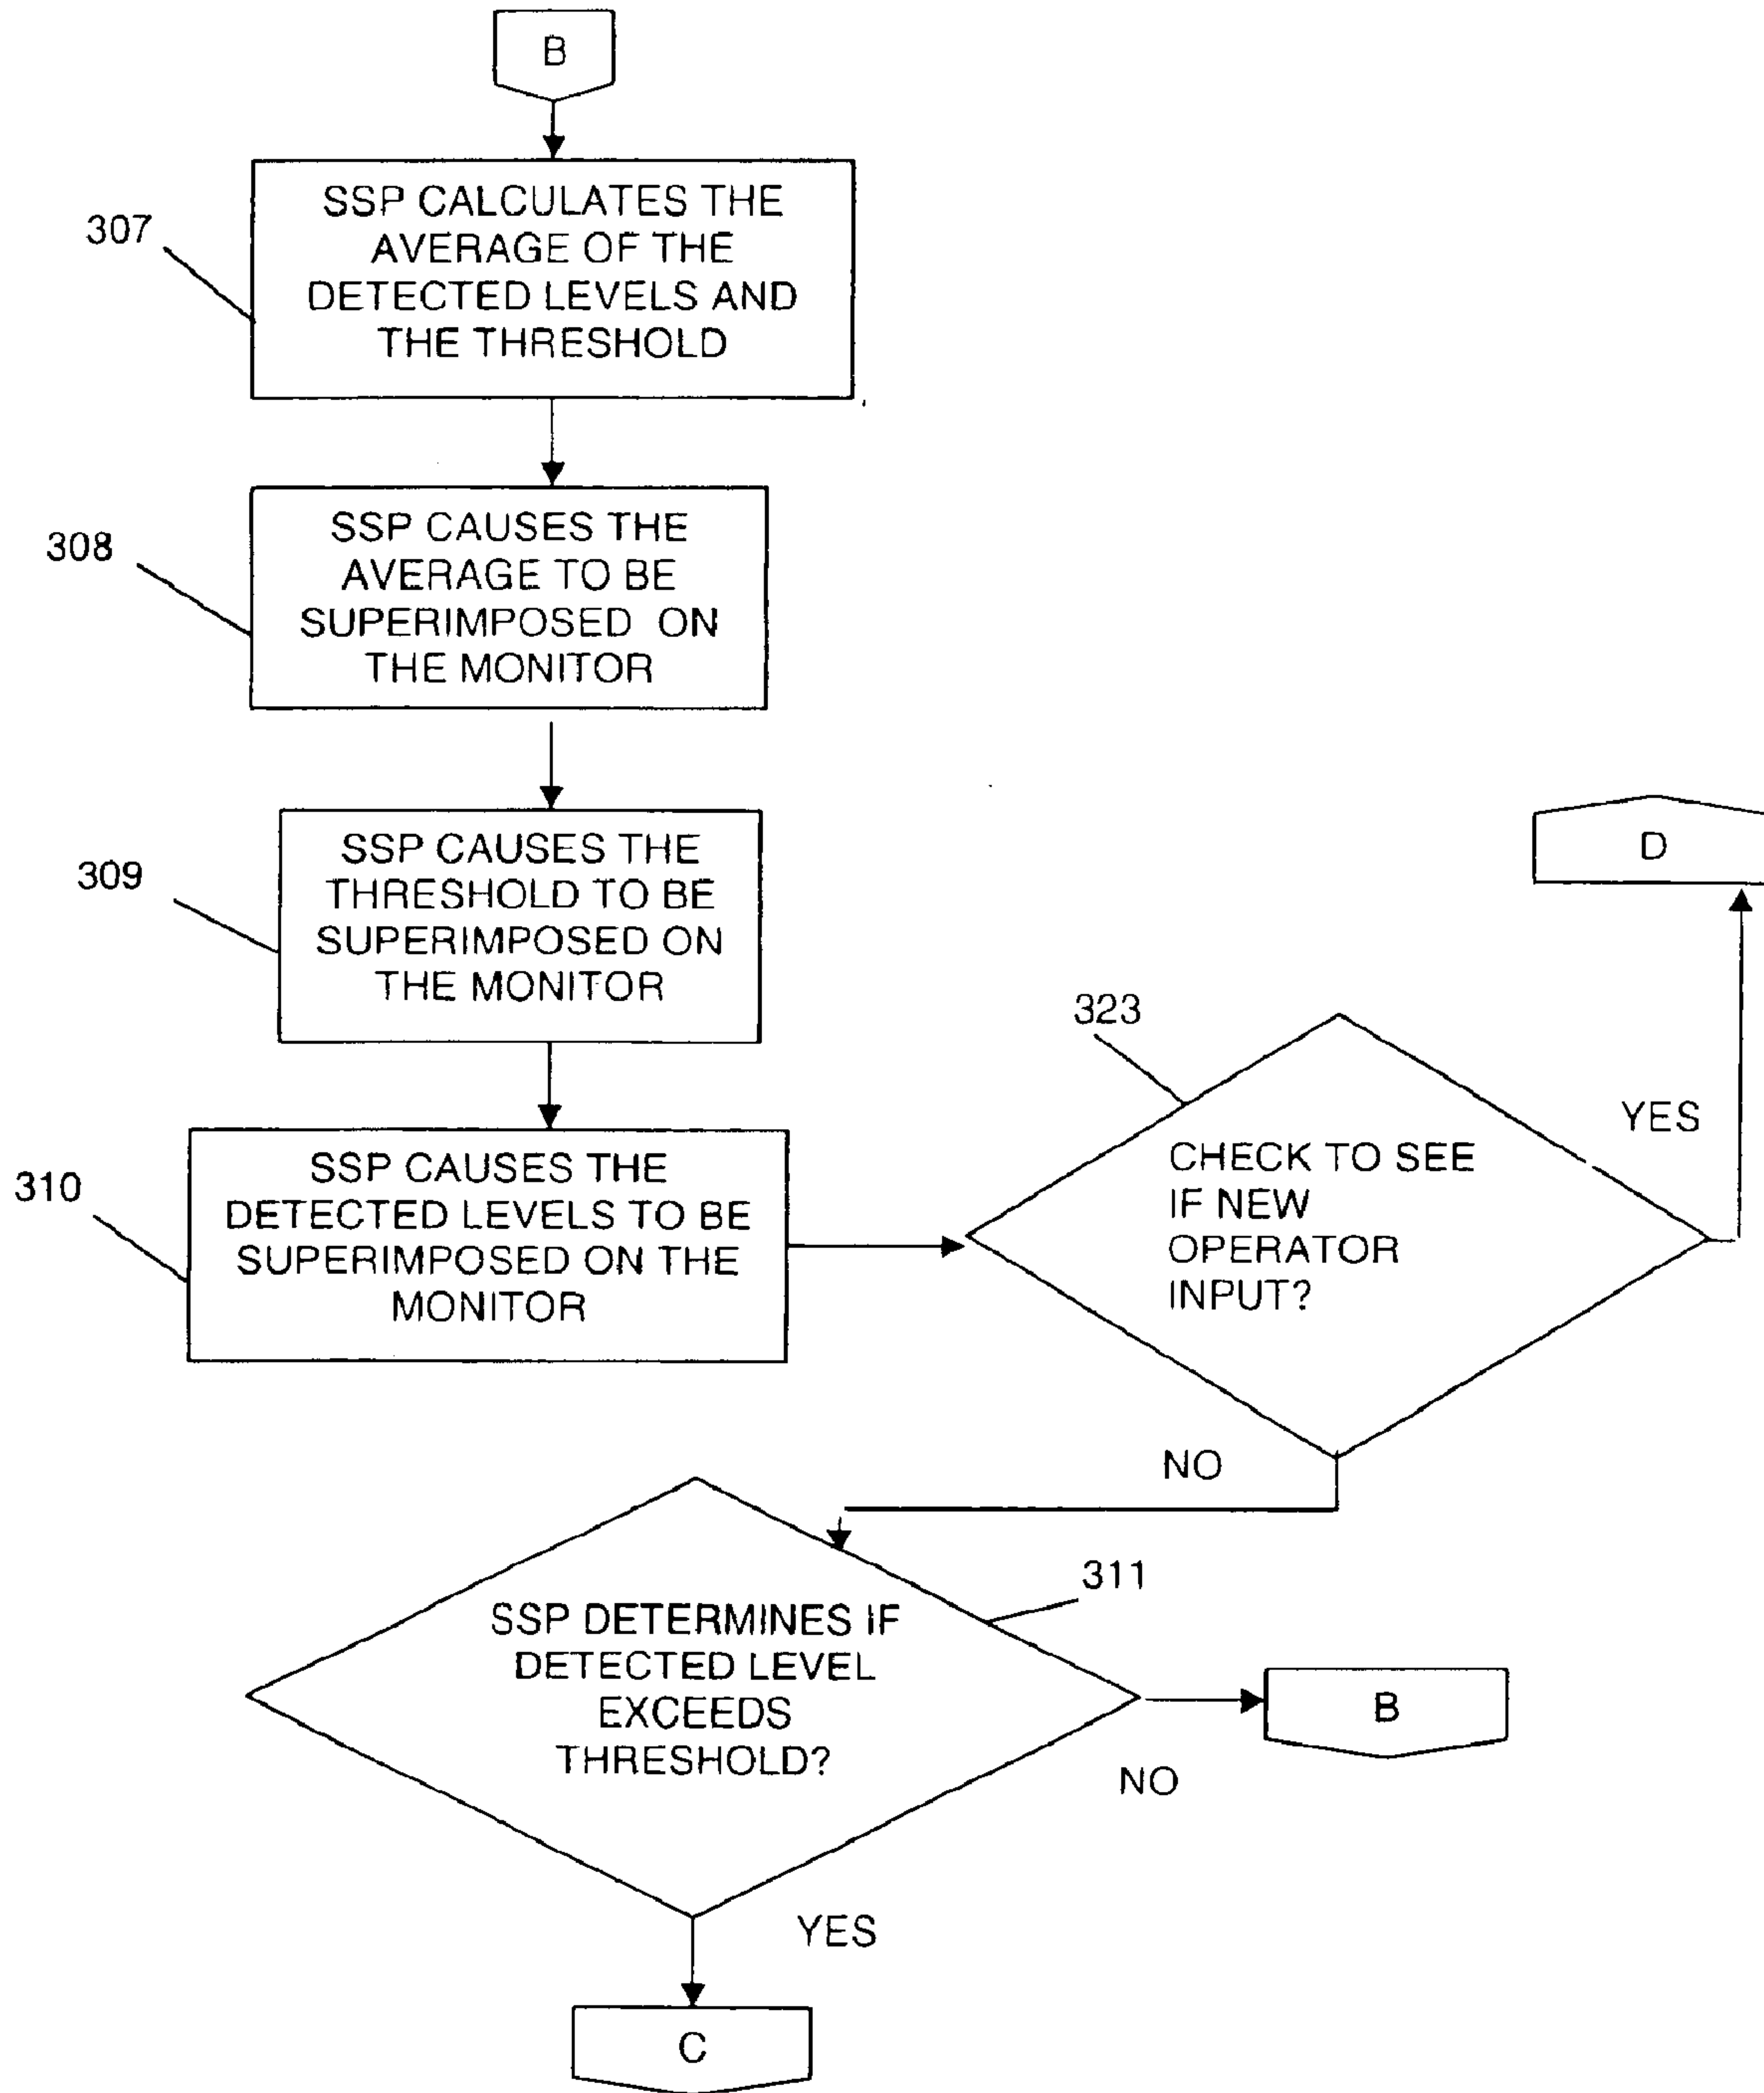 B
307
SSP CALCULATES THE
AVERAGE OF THE
DETECTED LEVELS AND
THE THRESHOLD
308
SSP CAUSES THE
AVERAGE TO BE
SUPERIMPOSED ON
THE MONITOR
309
SSP CAUSES THE
THRESHOLD TO BE
SUPERIMPOSED ON
THE MONITOR
D
310
SSP CAUSES THE
DETECTED LEVELS TO BE
SUPERIMPOSED ON THE
MONITOR
323
CHECK TO SEE
IF NEW
OPERATOR
INPUT?
YES
NO
311
SSP DETERMINES IF
DETECTED LEVEL
EXCEEDS
THRESHOLD?
B
NO
YES
C